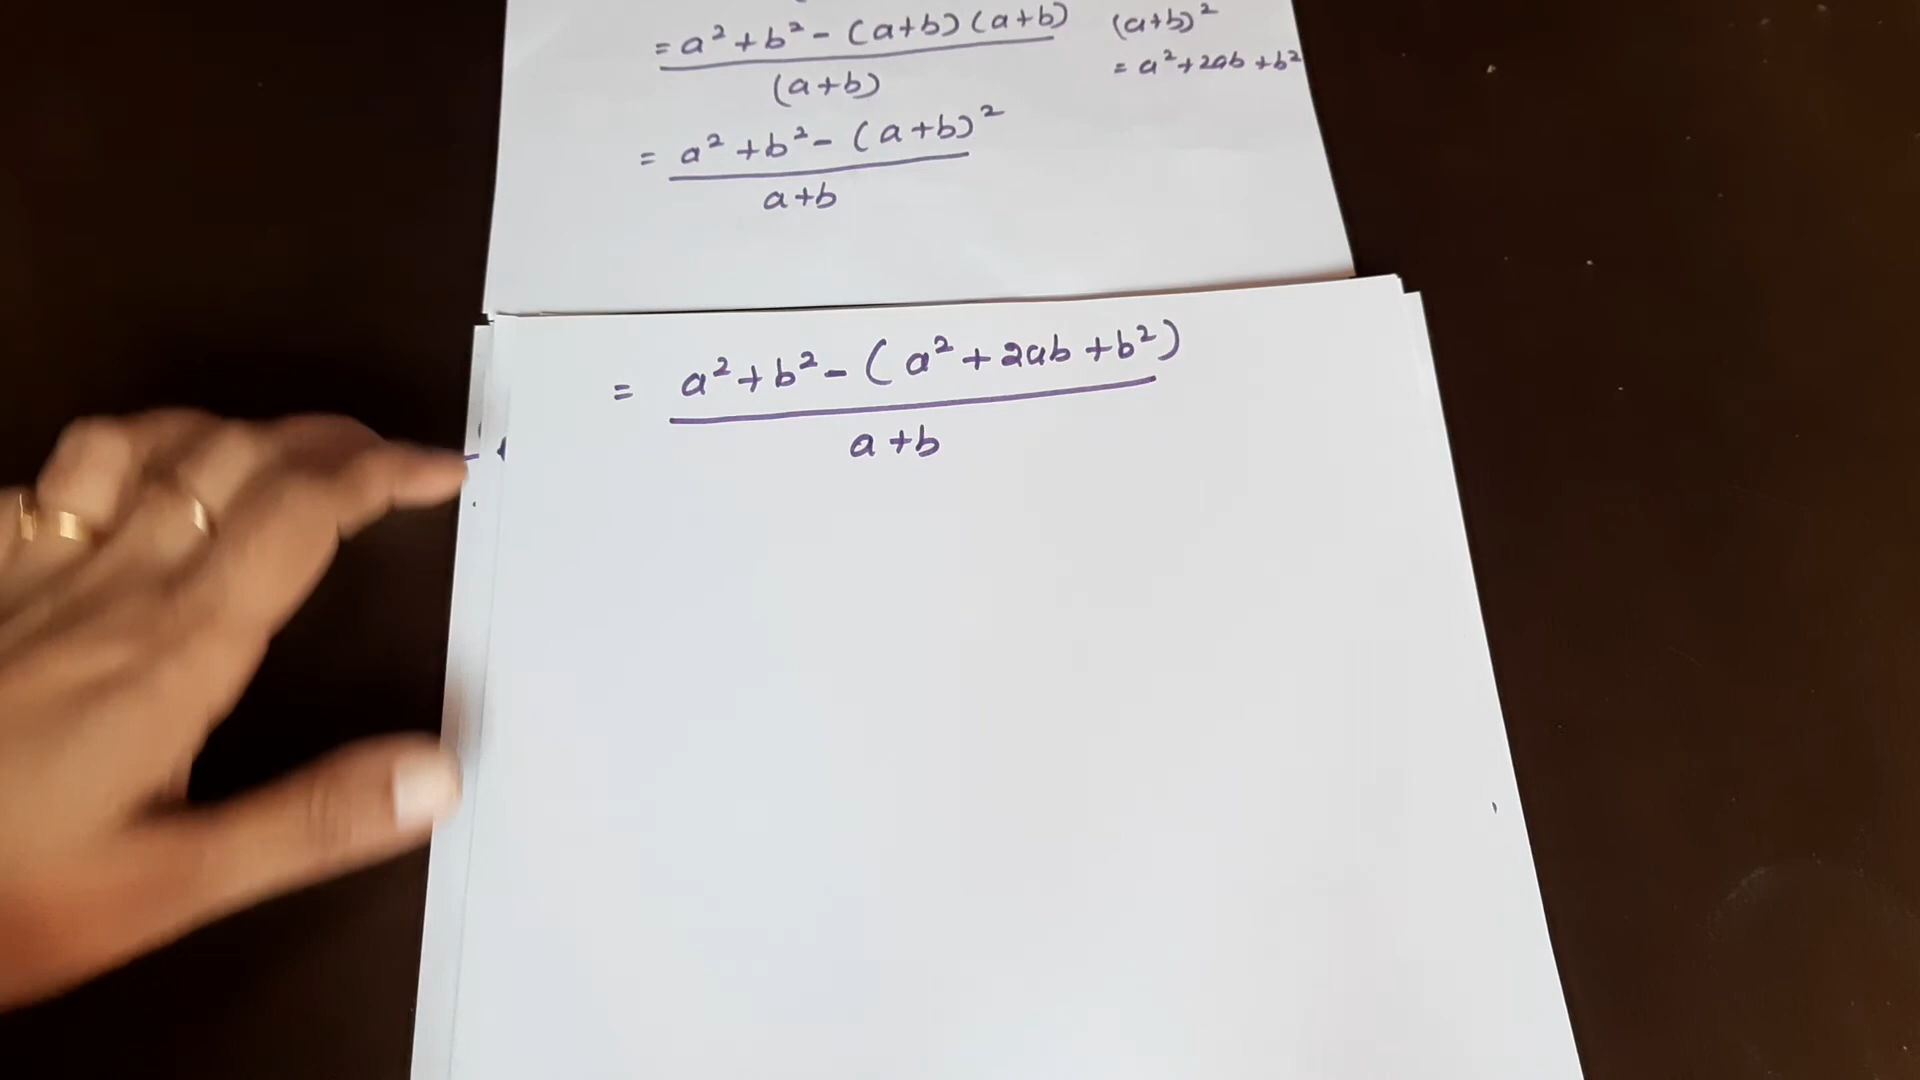 = a² + b² - (a+b) (a+b)
(a+b)
(a+b)²
= a² + 2ab + b²
= a² + b² - (a+b)²
a+b
= a² + b² - (a² + 2ab + b²)
a+b